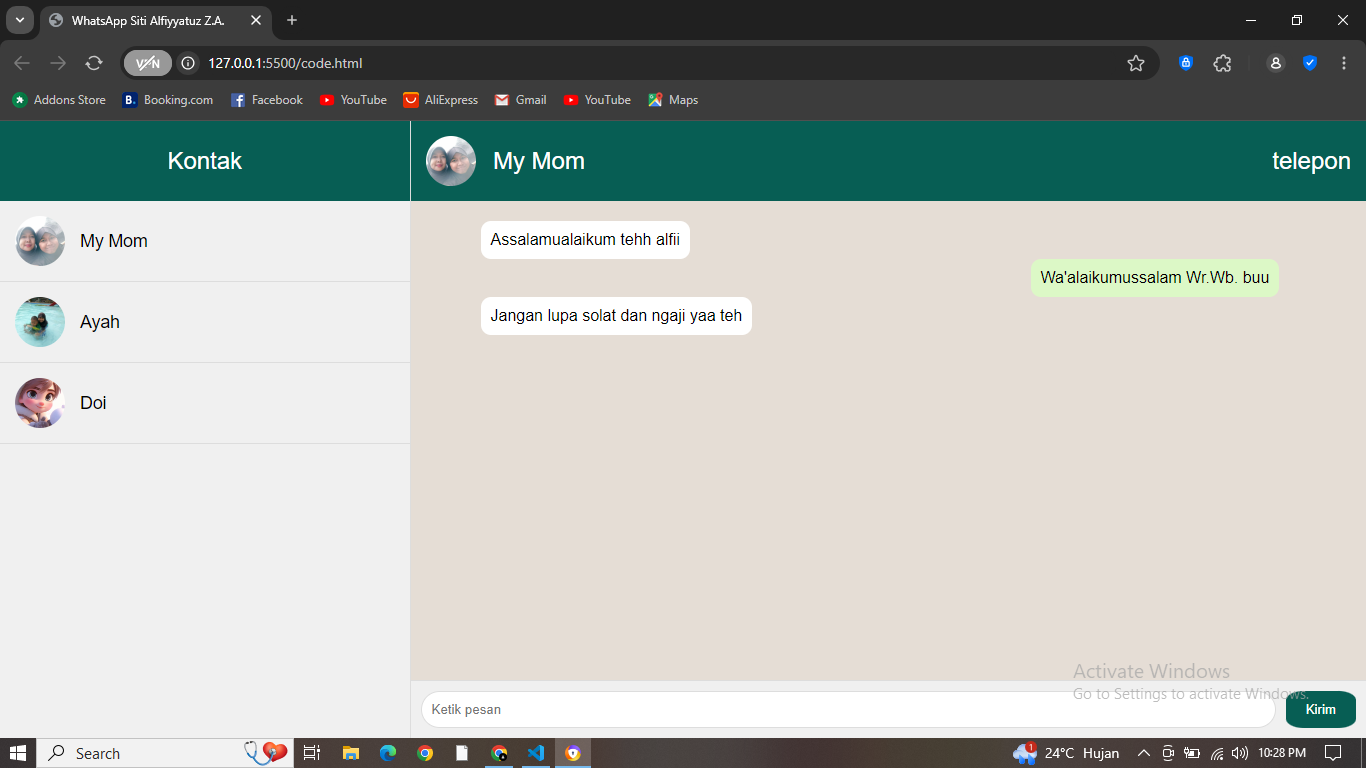 WhatsApp Siti Alfiyyatuz Z.A.
VPN 127.0.0.1:5500/code.html
Addons Store B. Booking.com Facebook YouTube AliExpress Gmail YouTube Maps
Kontak
My Mom telepon
My Mom
Ayah
Doi
Assalamualaikum tehh alfii
Wa'alaikumussalam Wr.Wb. buu
Jangan lupa solat dan ngaji yaa teh
Activate Windows
Go to Settings to activate Windows.
Ketik pesan Kirim
Search 1 24°C Hujan 10:28 PM